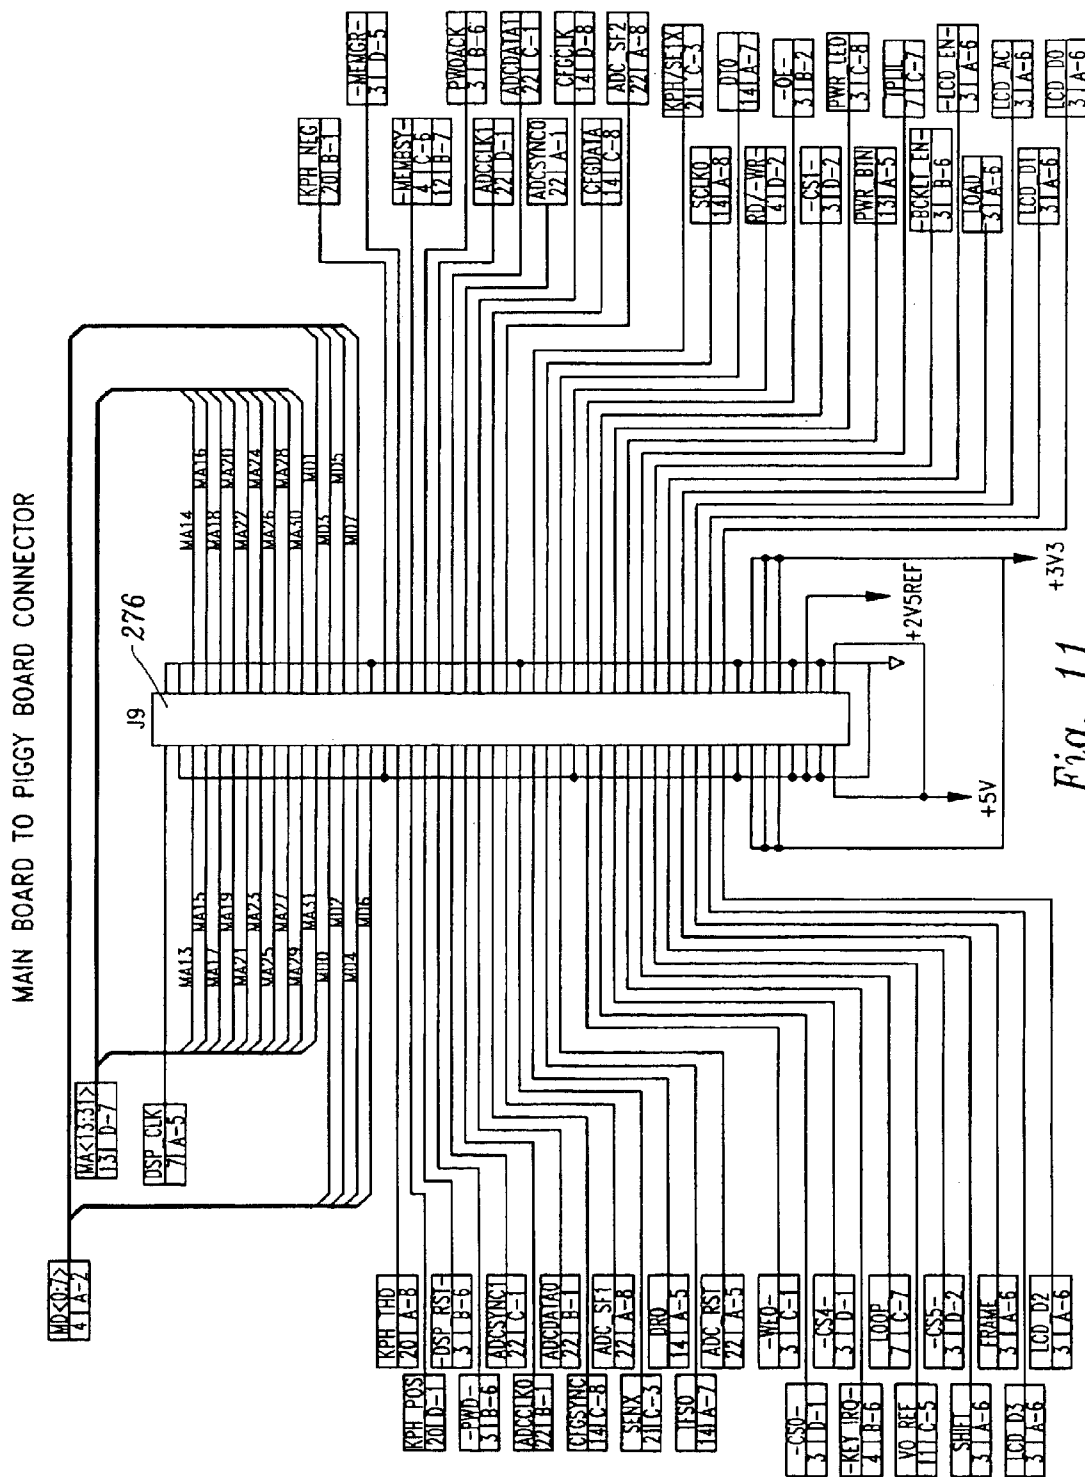 MAIN BOARD TO PIGGY BOARD CONNECTOR
MD<0:7>
4 A-2
MA<13:31>
13 D-7
DSP CLK
7 A-5
J9
276
MA13
MA15
MA17
MA19
MA21
MA23
MA25
MA27
MA29
MA31
MD0
MD2
MD4
MD6
MA14
MA16
MA18
MA20
MA22
MA24
MA26
MA28
MA30
MD1
MD3
MD5
MD7
KPH THD
20 A-8
KPH POS
20 D-1
-DSP RST-
3 B-6
-PWD-
3 B-6
ADCSYNC1
22 C-1
ADCCLK0
22 B-1
ADCDATA0
22 B-1
CFGSYNC
14 C-8
ADC SF1
22 A-8
SENX
21 C-3
DR0
14 A-5
TFS0
14 A-7
ADC RST
22 A-5
-WE0-
3 C-1
-CS0-
3 D-1
-CS4-
3 D-1
-KEY IRQ-
4 B-6
LOOP
7 C-7
VO REF
11 C-5
-CS5-
3 D-2
SHIFT
3 A-6
FRAME
3 A-6
LCD D3
3 A-6
LCD D2
3 A-6
KPH NEG
20 B-1
-MEMGR-
3 D-5
-MEMBSY-
4 C-6
12 B-7
PWDACK
3 B-6
ADCCLK1
22 D-1
ADCDATA1
22 C-1
ADCSYNC0
22 A-1
CFGCLK
14 D-8
CFGDATA
14 C-8
ADC SF2
22 A-8
KPH/SE1X
21 C-3
SCLK0
14 A-8
DT0
14 A-7
RD/-WR-
4 D-2
-OE-
3 B-2
-CS1-
3 D-2
PWR LED
3 C-8
PWR BTN
13 A-5
IPUL
7 C-7
-BCKLT EN-
3 B-6
-LCD EN-
3 A-6
LOAD
3 A-6
LCD AC
3 A-6
LCD D1
3 A-6
LCD D0
3 A-6
+5V
+2V5REF
+3V3
Fig. 11